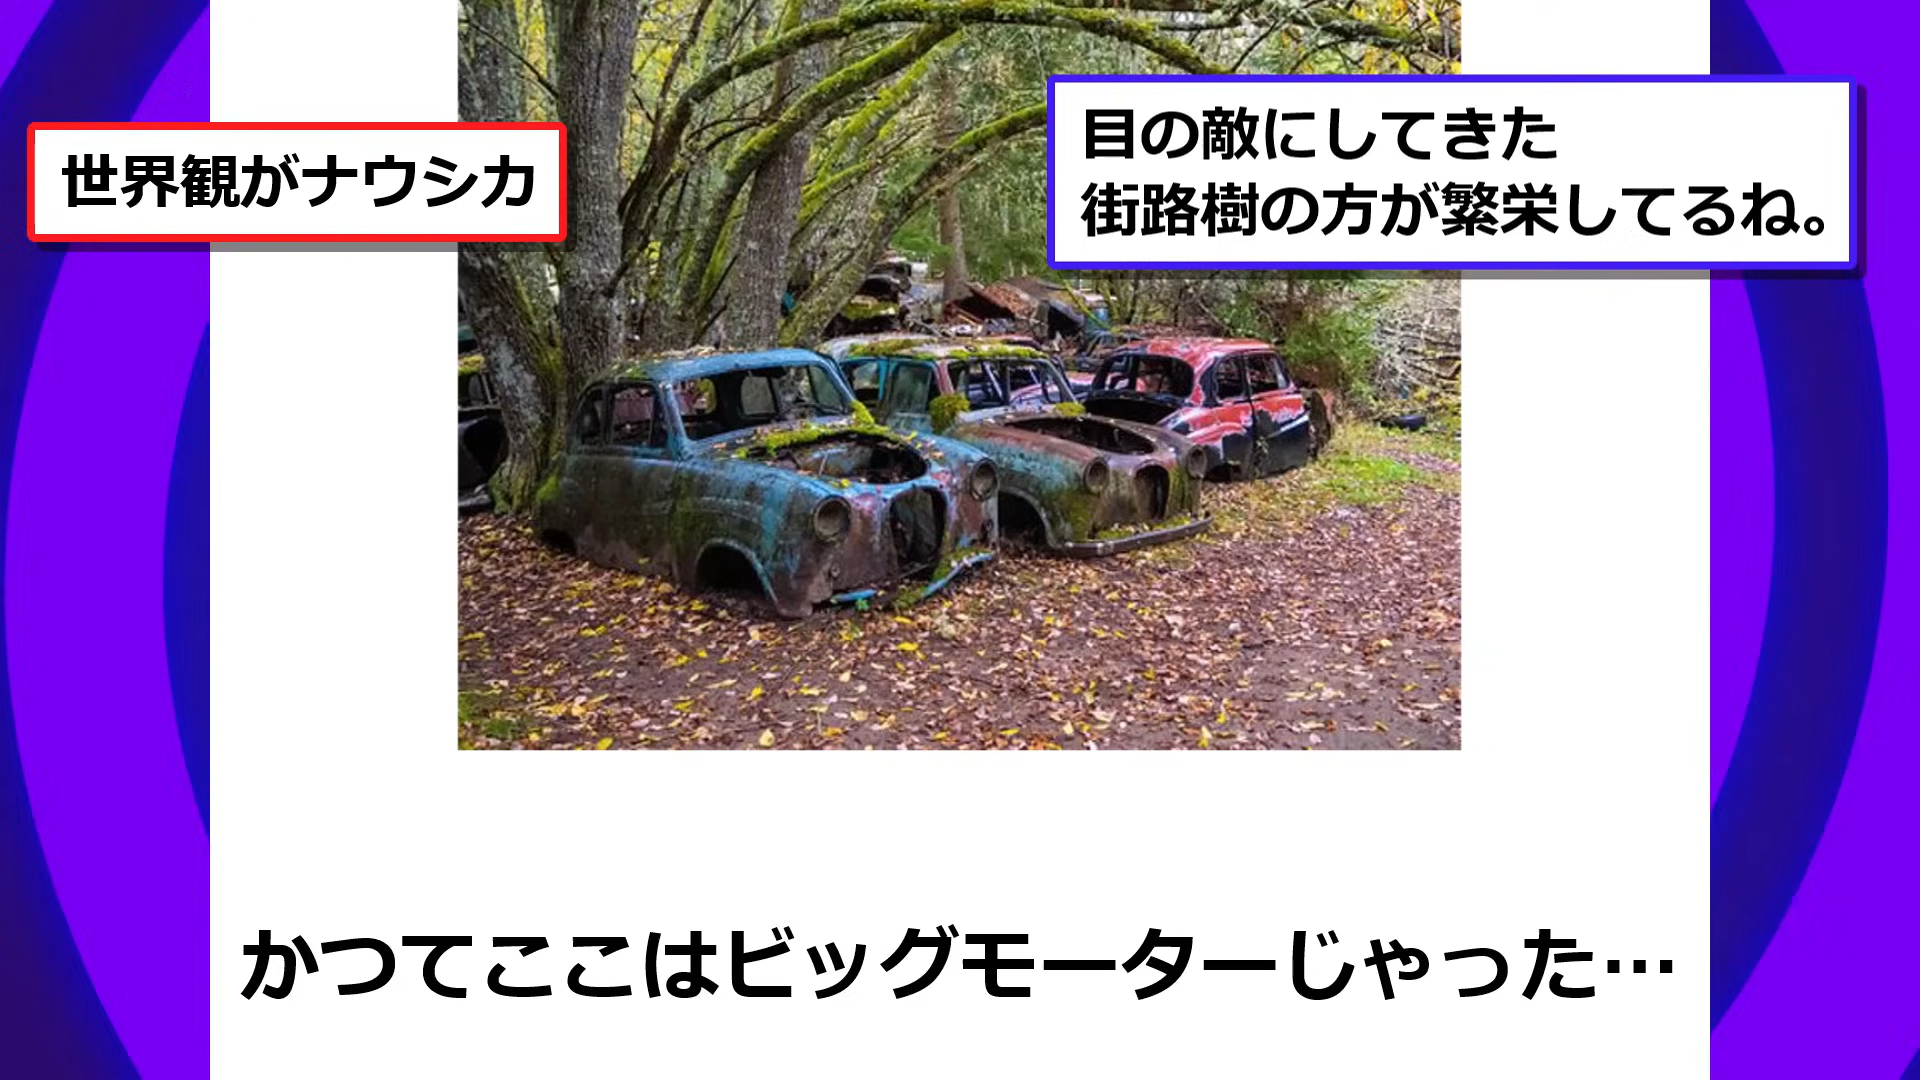 世界観がナウシカ
目の敵にしてきた
街路樹の方が繁栄してるね。
かつてここはビッグモーターじゃった…